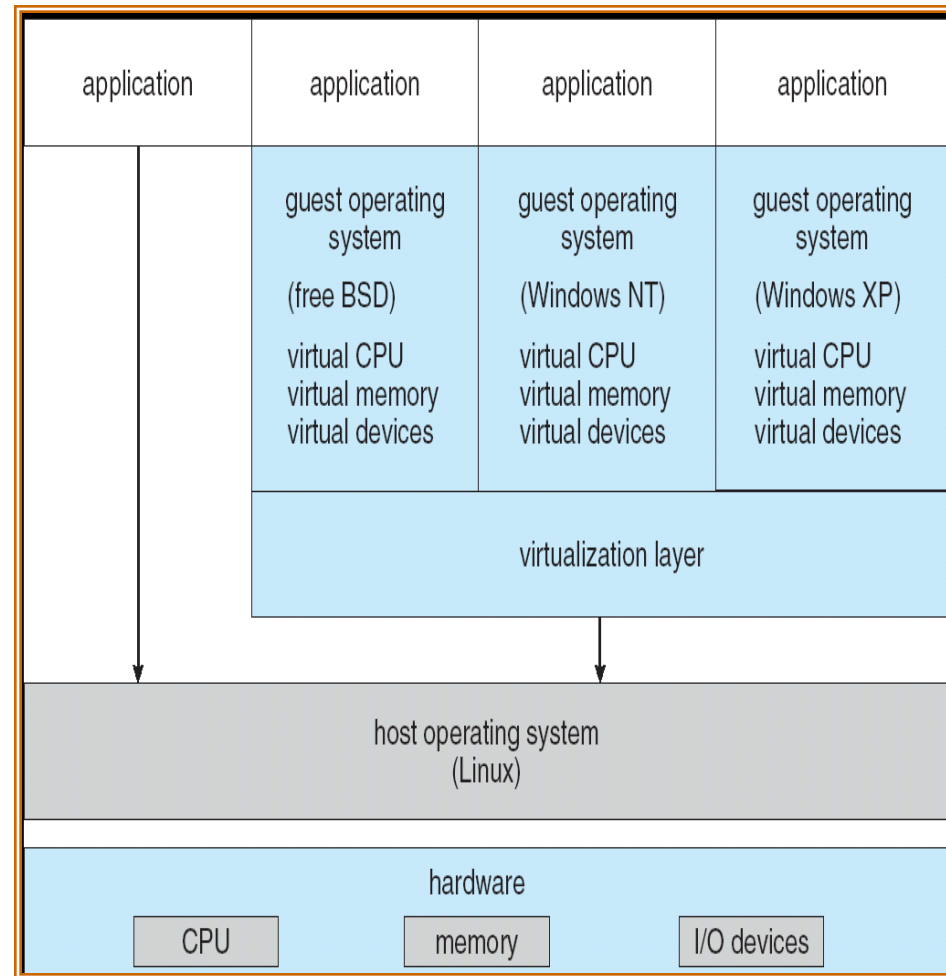 application
application
application
application
guest operating
system
(free BSD)
virtual CPU
virtual memory
virtual devices
guest operating
system
(Windows NT)
virtual CPU
virtual memory
virtual devices
guest operating
system
(Windows XP)
virtual CPU
virtual memory
virtual devices
virtualization layer
host operating system
(Linux)
hardware
CPU
memory
I/O devices